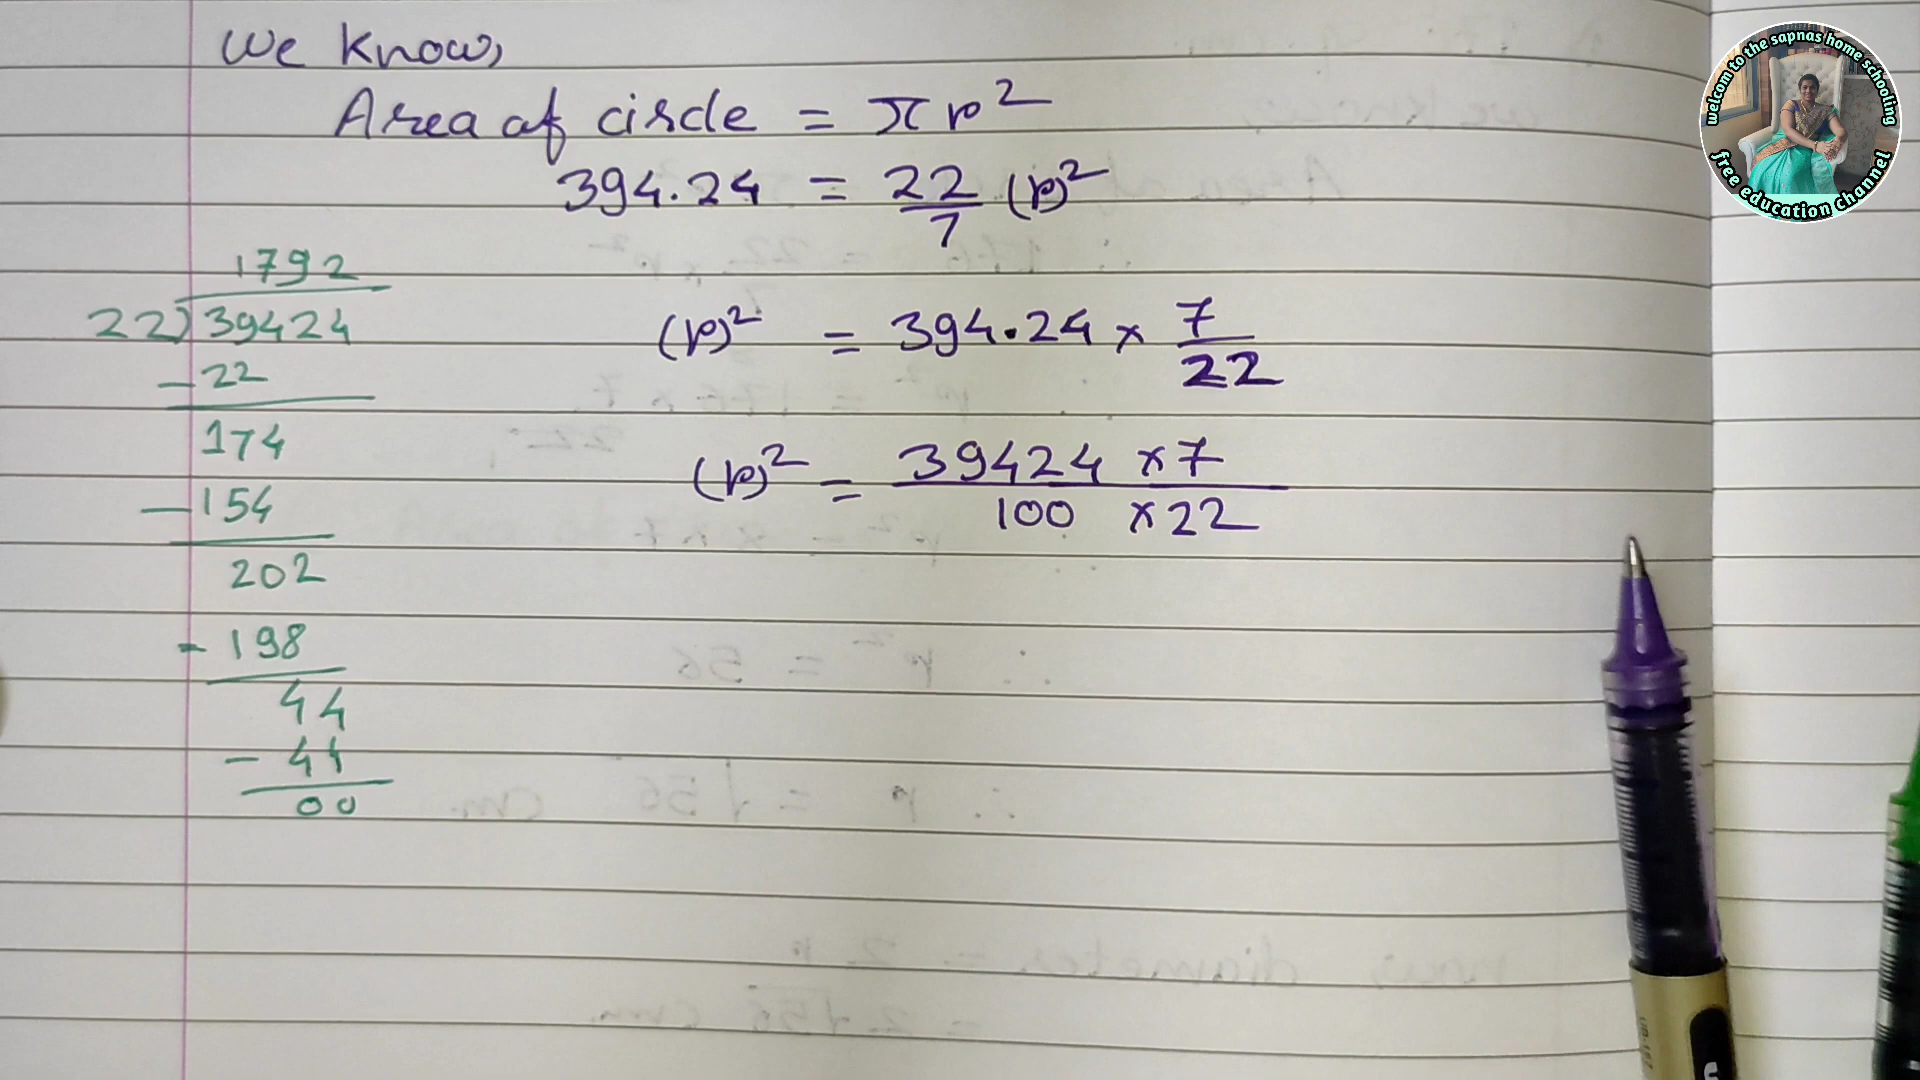 We know,
Area of circle = πr²
394.24 = 22/7 (r)²
(r)² = 394.24 × 7/22
(r)² = 39424 × 7 / 100 × 22
1792
22)39424
-22
174
-154
202
-198
44
-44
00
welcom to the sapnas home schooling
free education channel